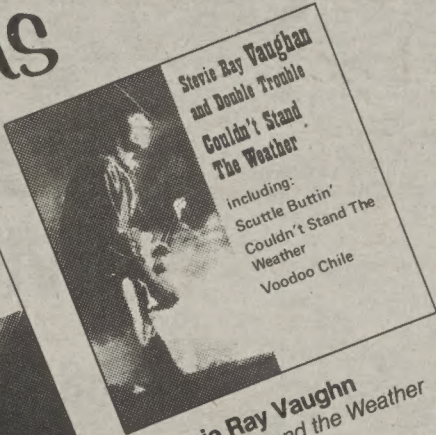 Stevie Ray Vaughan
and Double Trouble
Couldn't Stand
The Weather
including:
Scuttle Buttin'
Couldn't Stand The
Weather
Voodoo Chile
Ray Vaughn
the Weather